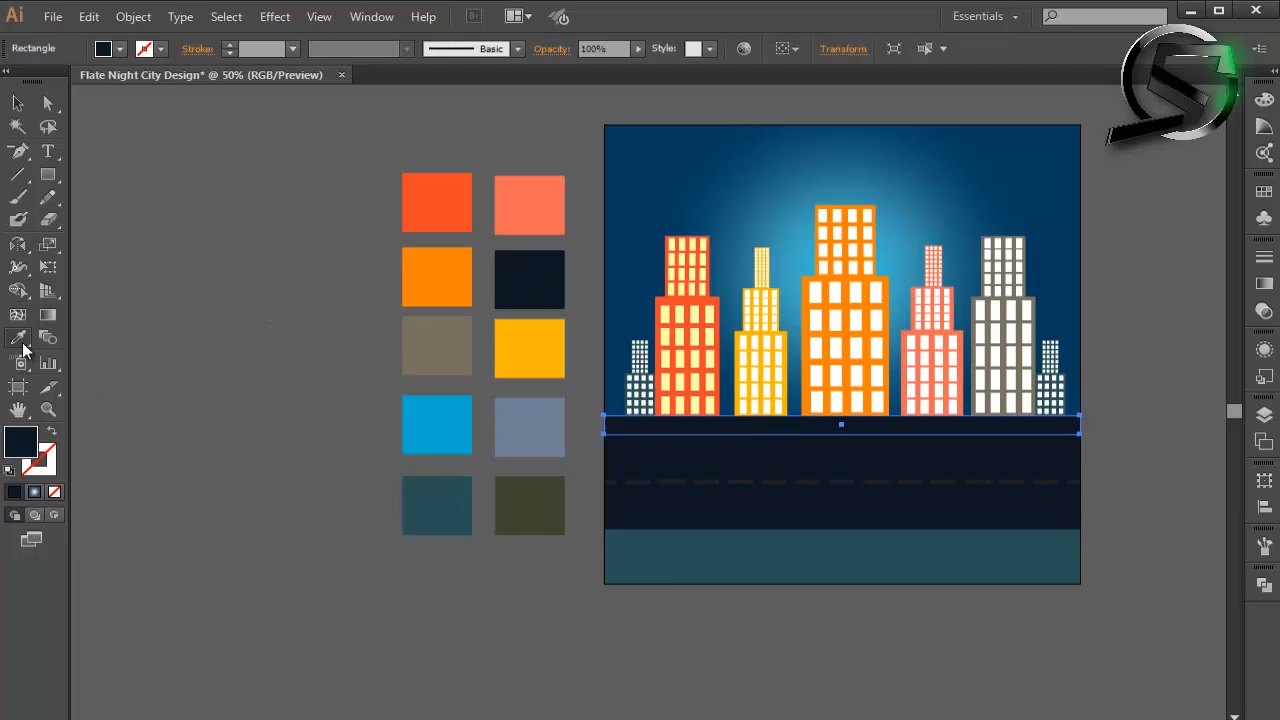 Ai File Edit Object Type Select Effect View Window Help Br Essentials
Rectangle Stroke: Basic Opacity: 100% Style: Transform
Flate Night City Design* @ 50% (RGB/Preview)
T